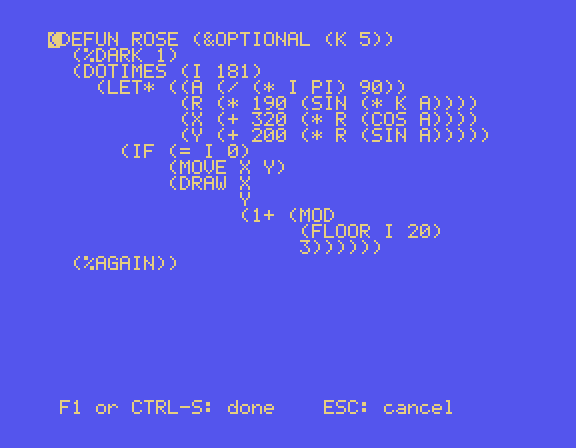 (DEFUN ROSE (&OPTIONAL (K 5))
(%DARK 1)
(DOTIMES (I 181)
(LET* ((A (/ (* I PI) 90))
(R (* 190 (SIN (* K A))))
(X (+ 320 (* R (COS A))))
(Y (+ 200 (* R (SIN A)))))
(IF (= I 0)
(MOVE X Y)
(DRAW X
Y
(1+ (MOD
(FLOOR I 20)
3))))))
(%AGAIN))
F1 or CTRL-S: done    ESC: cancel